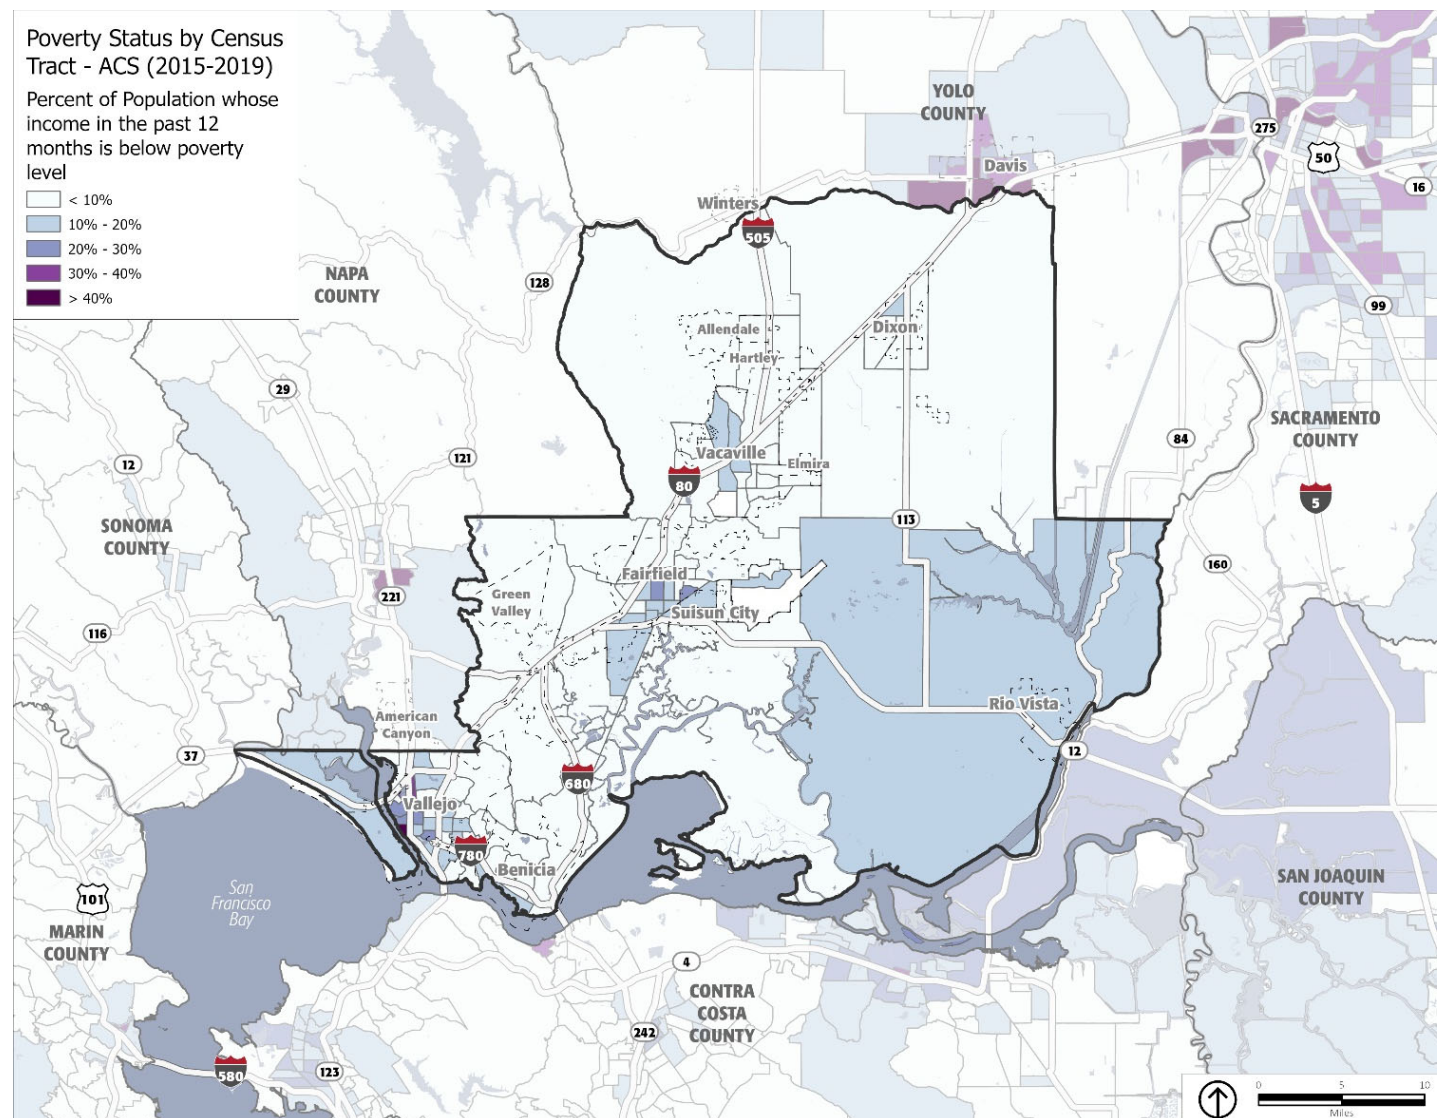 Poverty Status by Census
Tract - ACS (2015-2019)
Percent of Population whose
income in the past 12
months is below poverty
level
< 10%
10% - 20%
20% - 30%
30% - 40%
> 40%
YOLO
COUNTY
275
50
Davis
16
Winters
505
NAPA
COUNTY
128
99
Allendale
Dixon
Hartley
29
SACRAMENTO
COUNTY
84
12
121
Vacaville
Elmira
80
5
SONOMA
COUNTY
113
160
Fairfield
221
Green
Valley
Suisun City
116
Rio Vista
American
Canyon
37
12
680
Vallejo
780
Benicia
San
Francisco
Bay
101
MARIN
COUNTY
SAN JOAQUIN
COUNTY
4
CONTRA
COSTA
COUNTY
242
580
123
0 5 10
Miles